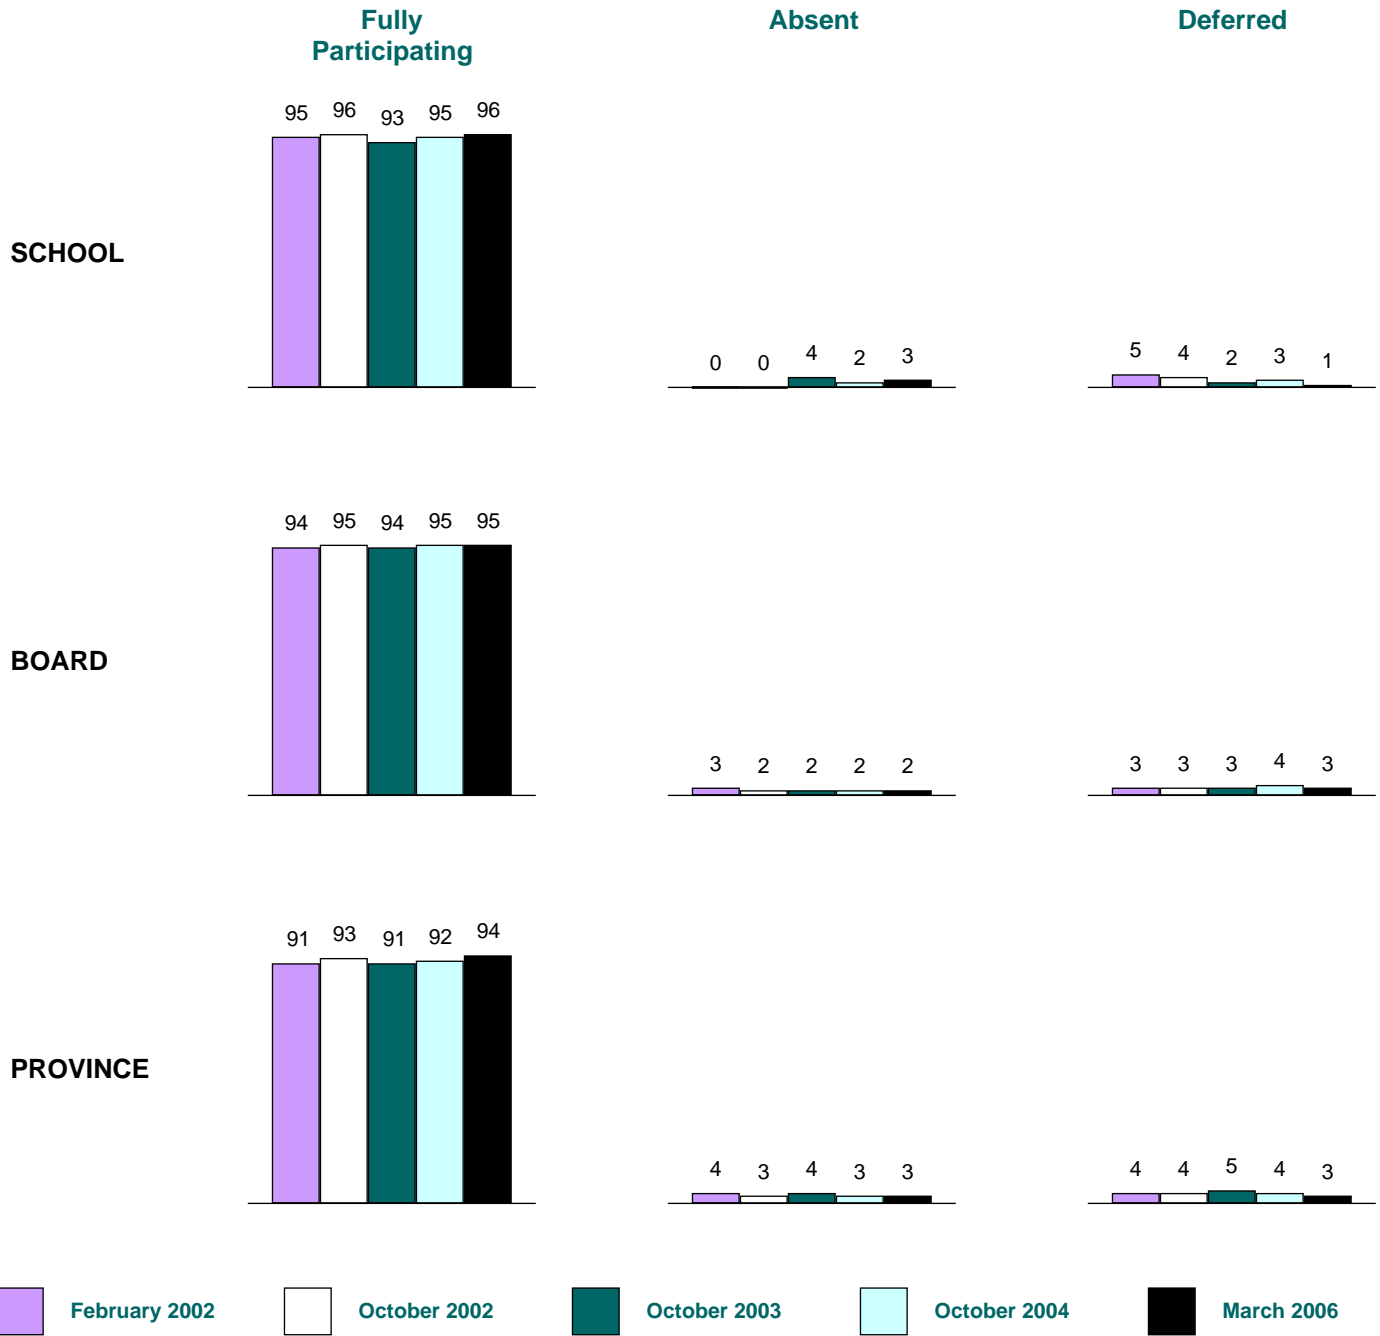 Fully
Participating
Absent
Deferred
SCHOOL
95 96 93 95 96
0 0 4 2 3
5 4 2 3 1
BOARD
94 95 94 95 95
3 2 2 2 2
3 3 3 4 3
PROVINCE
91 93 91 92 94
4 3 4 3 3
4 4 5 4 3
February 2002
October 2002
October 2003
October 2004
March 2006